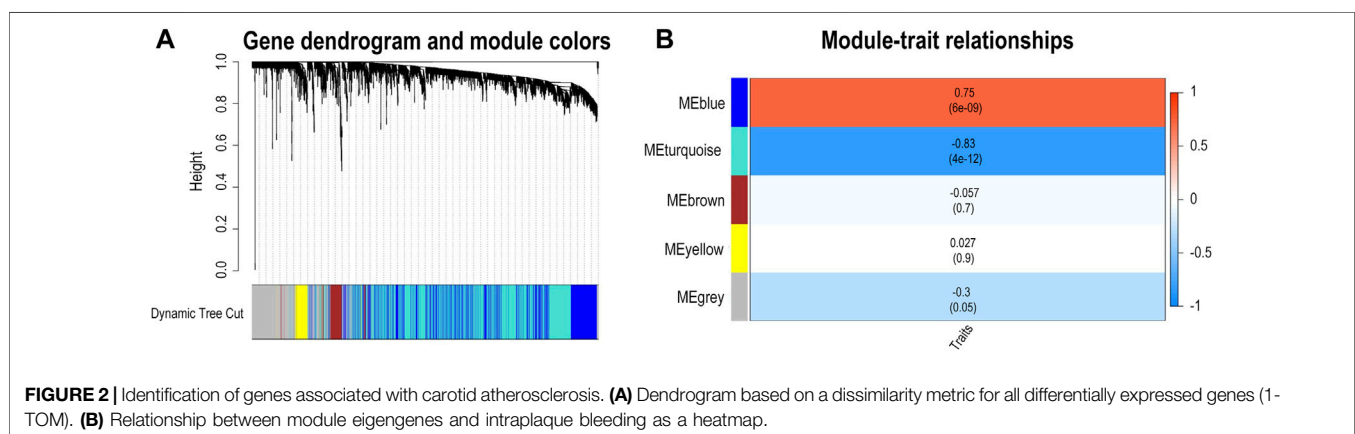 A
Gene dendrogram and module colors
Height
1.0
0.8
0.6
0.4
0.2
0.0
Dynamic Tree Cut
B
Module-trait relationships
MEblue
0.75
(6e-09)
MEturquoise
-0.83
(4e-12)
MEbrown
-0.057
(0.7)
MEyellow
0.027
(0.9)
MEgrey
-0.3
(0.05)
Traits
1
0.5
0
-0.5
-1
FIGURE 2 | Identification of genes associated with carotid atherosclerosis. (A) Dendrogram based on a dissimilarity metric for all differentially expressed genes (1-
TOM). (B) Relationship between module eigengenes and intraplaque bleeding as a heatmap.